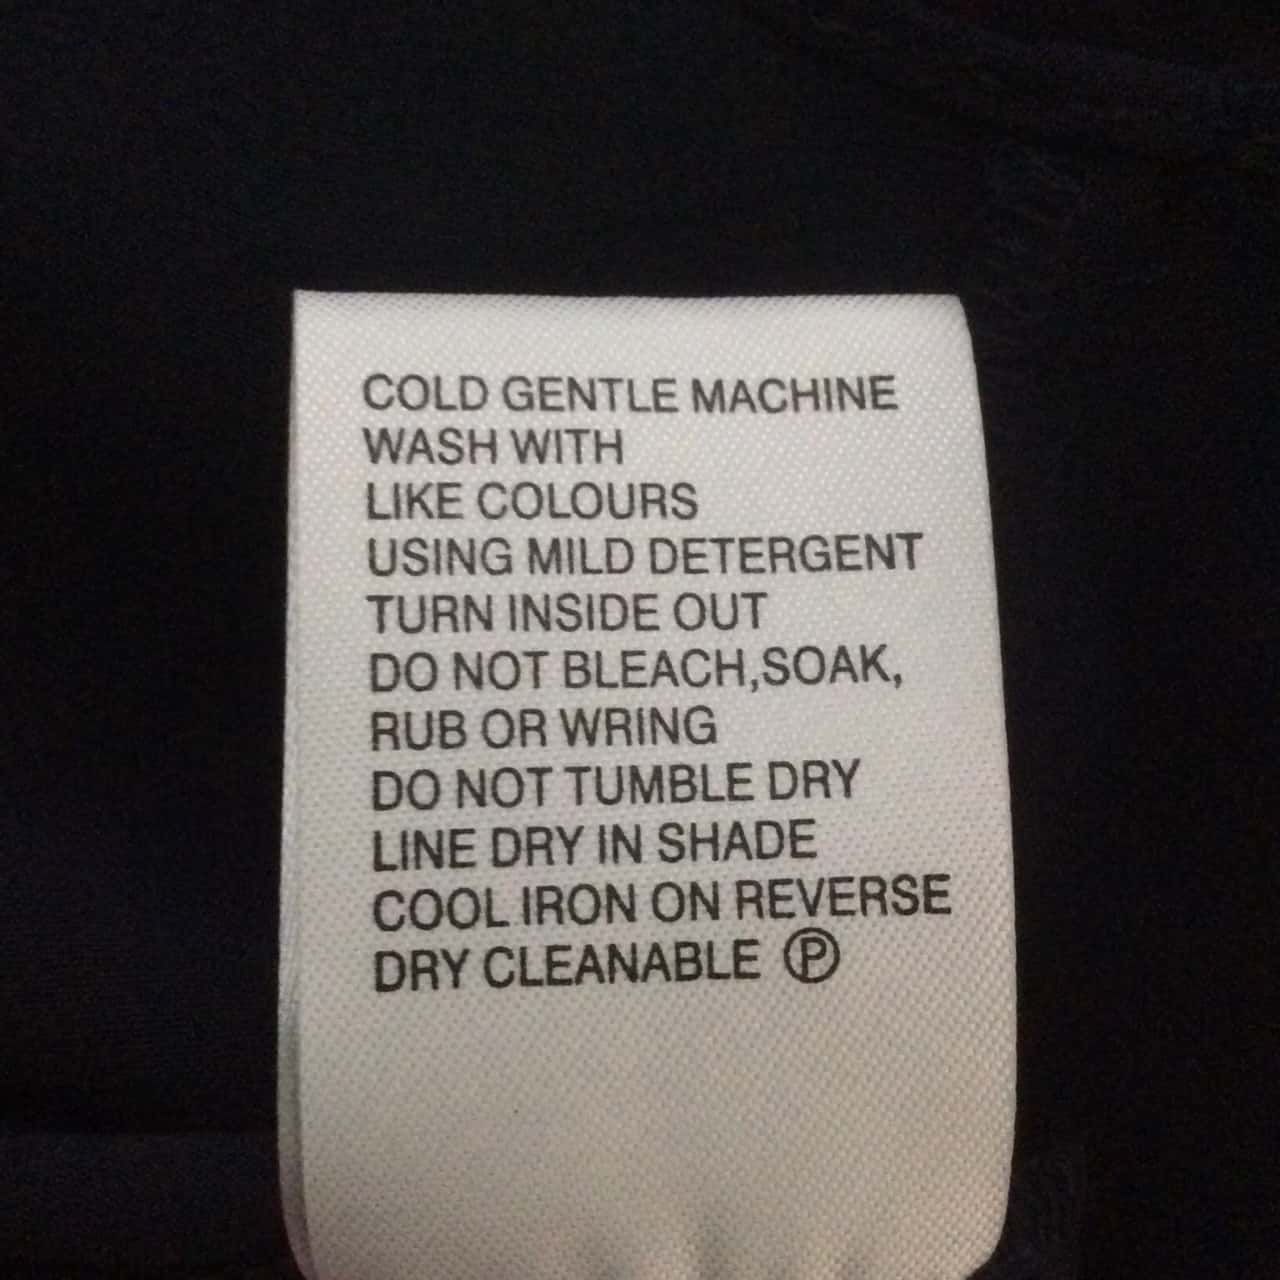 COLD GENTLE MACHINE
WASH WITH
LIKE COLOURS
USING MILD DETERGENT
TURN INSIDE OUT
DO NOT BLEACH,SOAK,
RUB OR WRING
DO NOT TUMBLE DRY
LINE DRY IN SHADE
COOL IRON ON REVERSE
DRY CLEANABLE Ⓟ